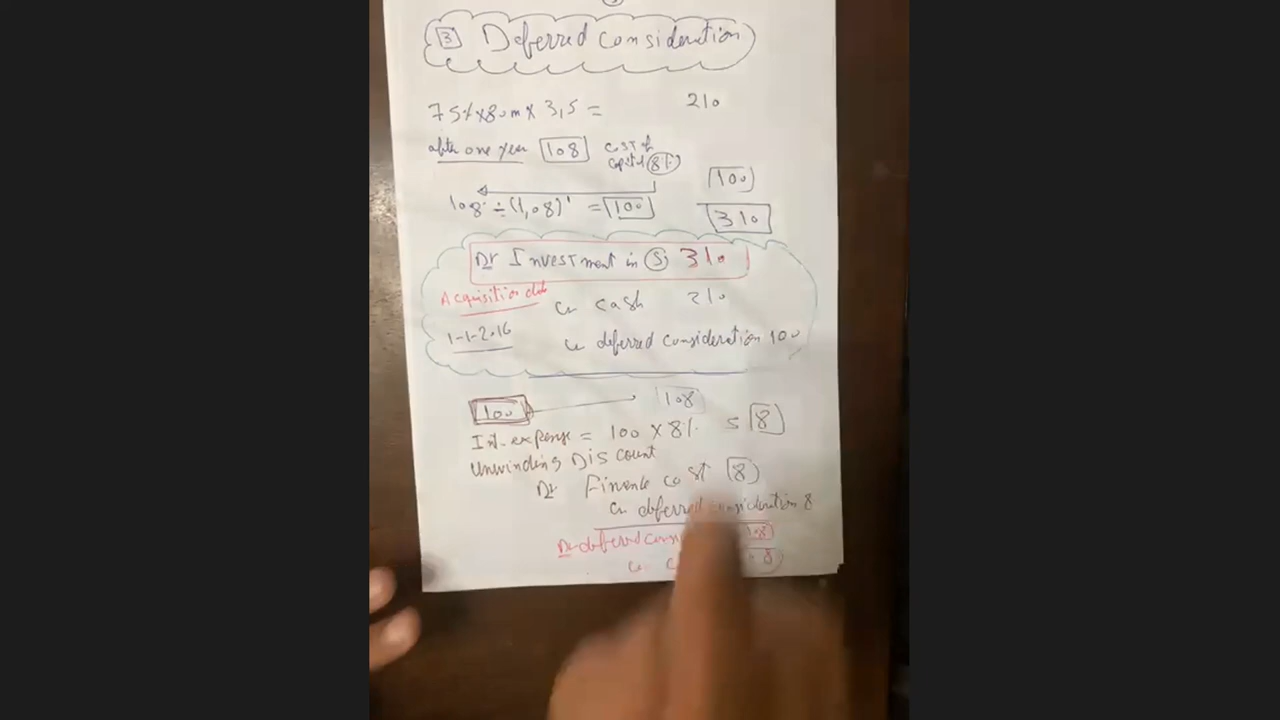 3 Deferred consideration
75% x 80m x 3,5 = 210
after one year 108 cost of
capital 8%
100
108 ÷ (1,08)¹ = 100
310
Dr Investment in S 310
Acquisition date
Cr cash 210
1-1-2016
Cr deferred consideration 100
100 108
Int. expense = 100 x 8% = 8
Unwinding Discount
Dr Finance cost 8
Cr deferred consideration 8
Dr deferred 108
Cr